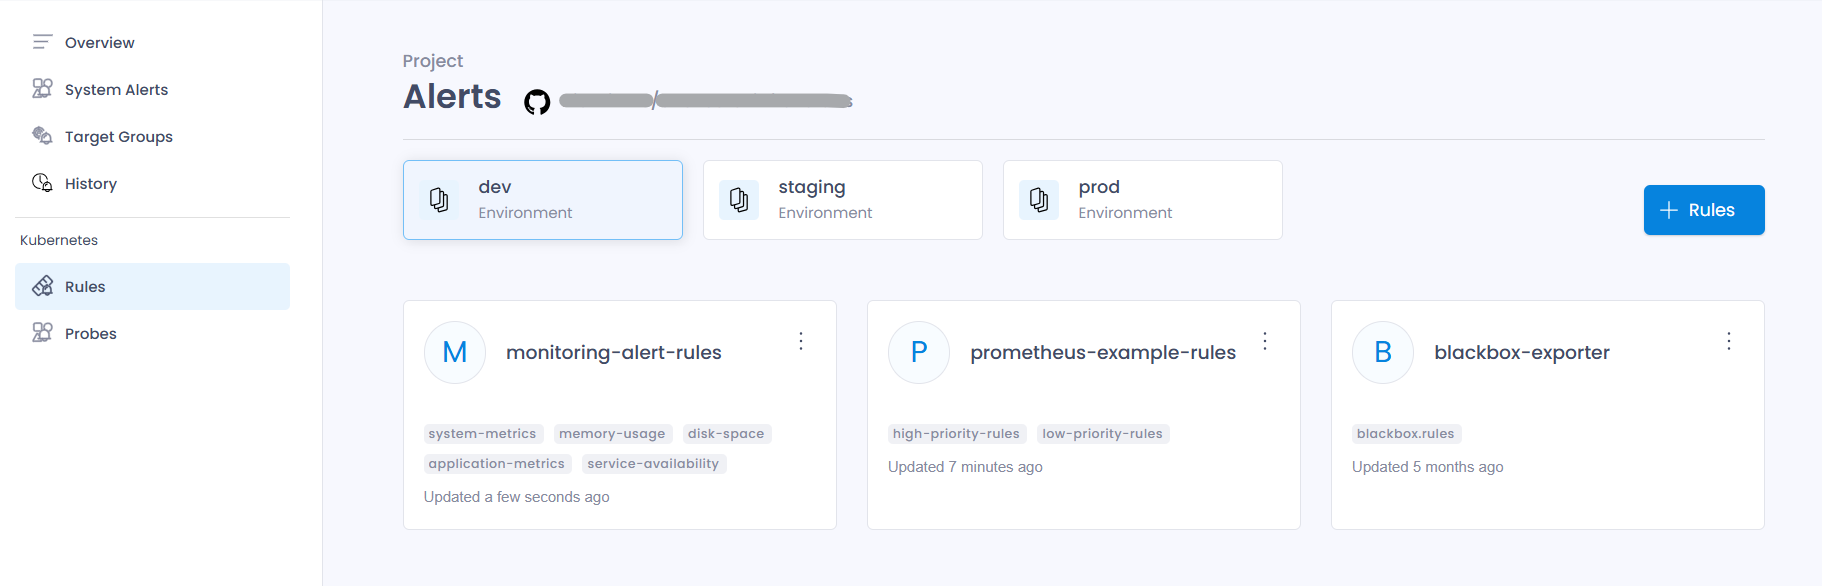 Overview
System Alerts
Target Groups
History
Kubernetes
Rules
Probes
Project
Alerts /
dev
Environment
staging
Environment
prod
Environment
Rules
M monitoring-alert-rules
system-metrics memory-usage disk-space
application-metrics service-availability
Updated a few seconds ago
P prometheus-example-rules
high-priority-rules low-priority-rules
Updated 7 minutes ago
B blackbox-exporter
blackbox.rules
Updated 5 months ago